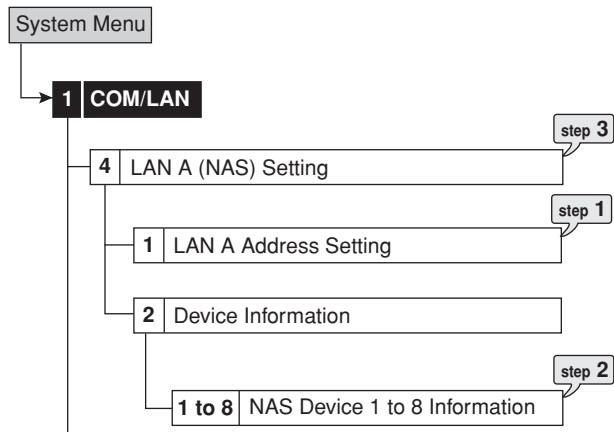 System Menu
1 COM/LAN
step 3
4 LAN A (NAS) Setting
step 1
1 LAN A Address Setting
2 Device Information
step 2
1 to 8 NAS Device 1 to 8 Information